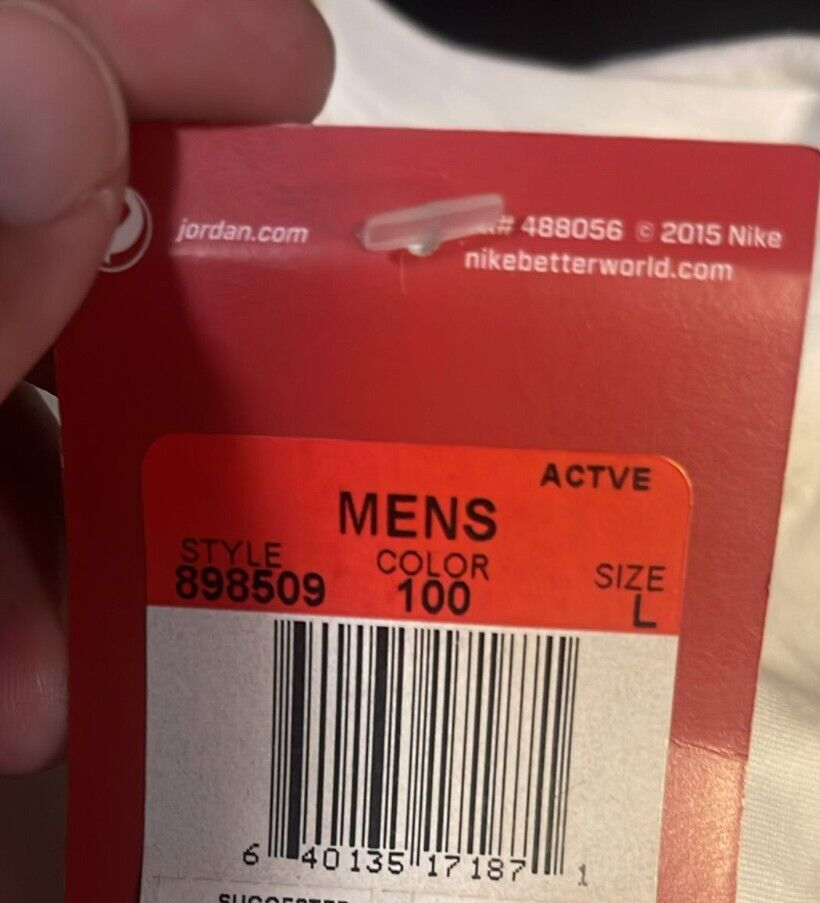 jordan.com
# 488056 © 2015 Nike
nikebetterworld.com
ACTVE
MENS
STYLE COLOR SIZE
898509 100 L
6 40135 17187 1